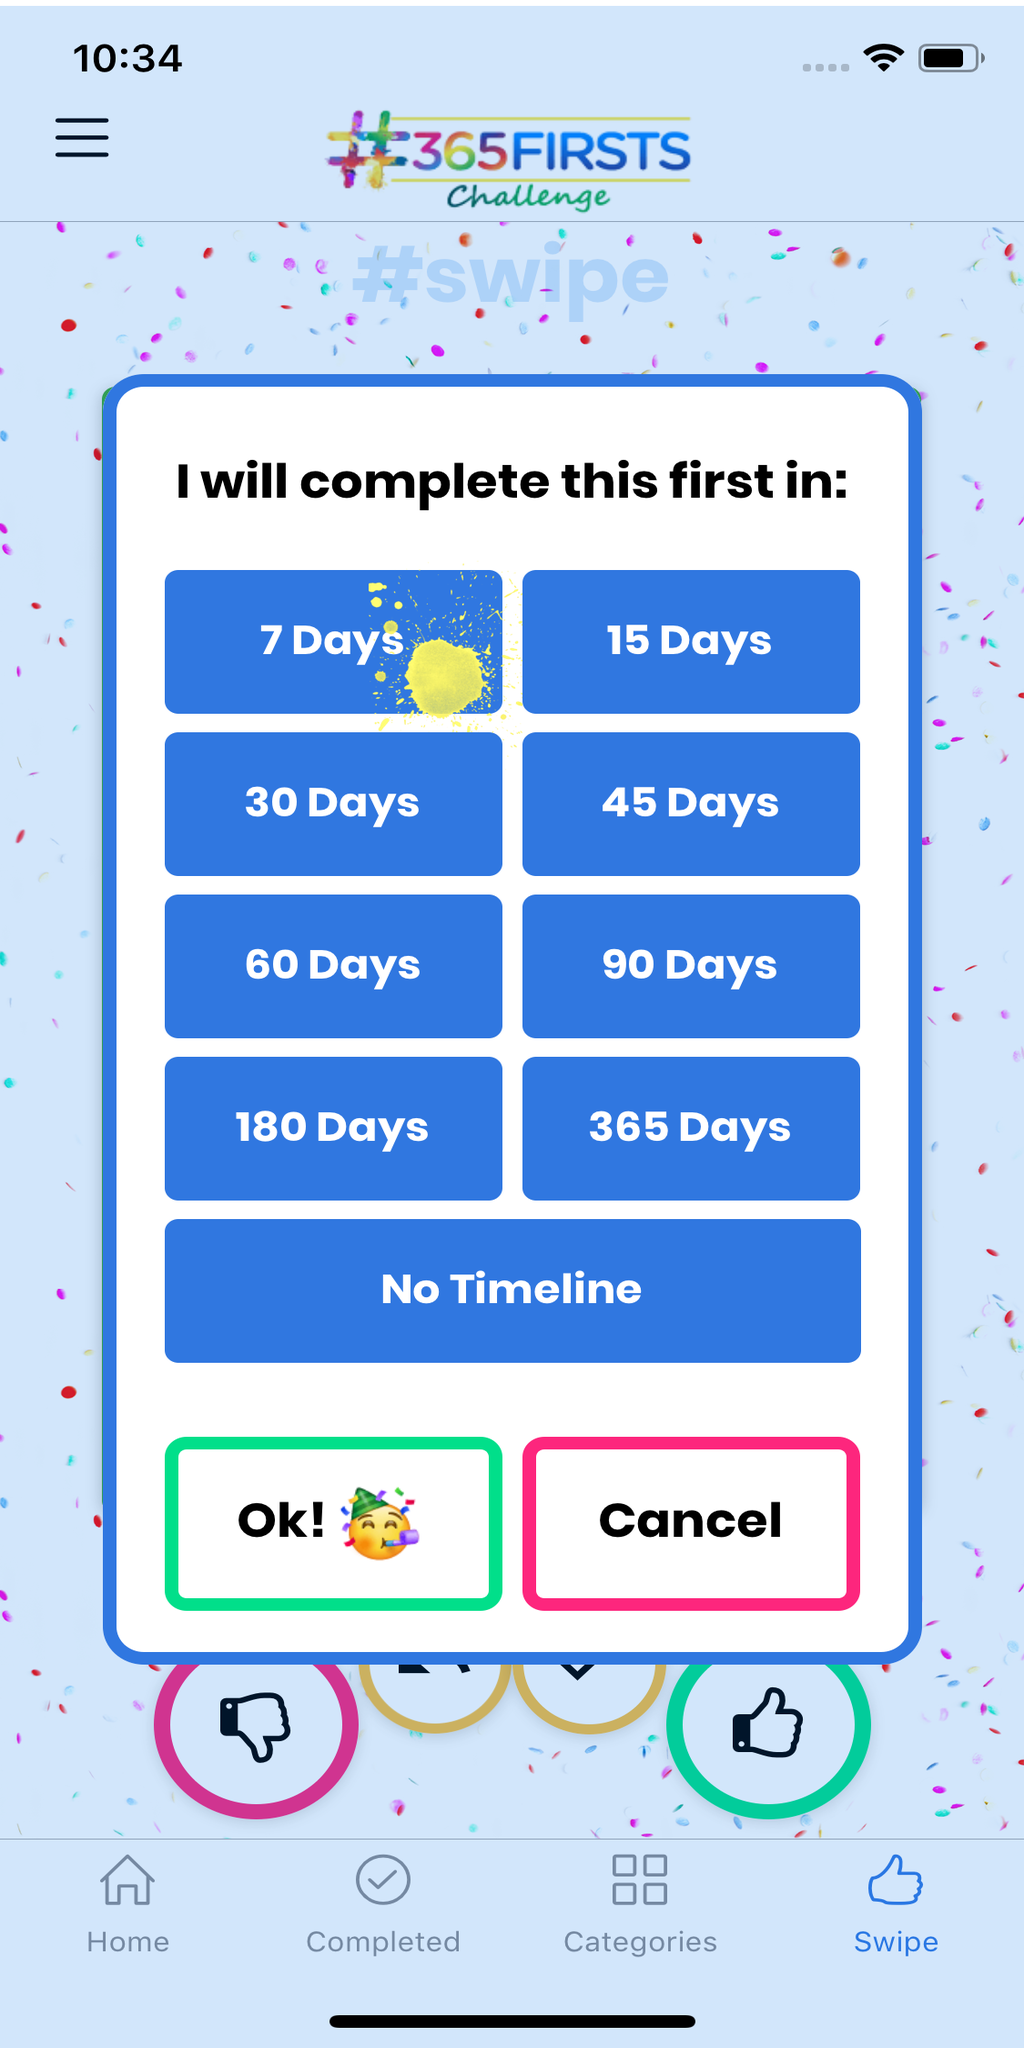 10:34
#365FIRSTS
Challenge
#swipe
I will complete this first in:
7 Days
15 Days
30 Days
45 Days
60 Days
90 Days
180 Days
365 Days
No Timeline
Ok! 🥳
Cancel
Home
Completed
Categories
Swipe